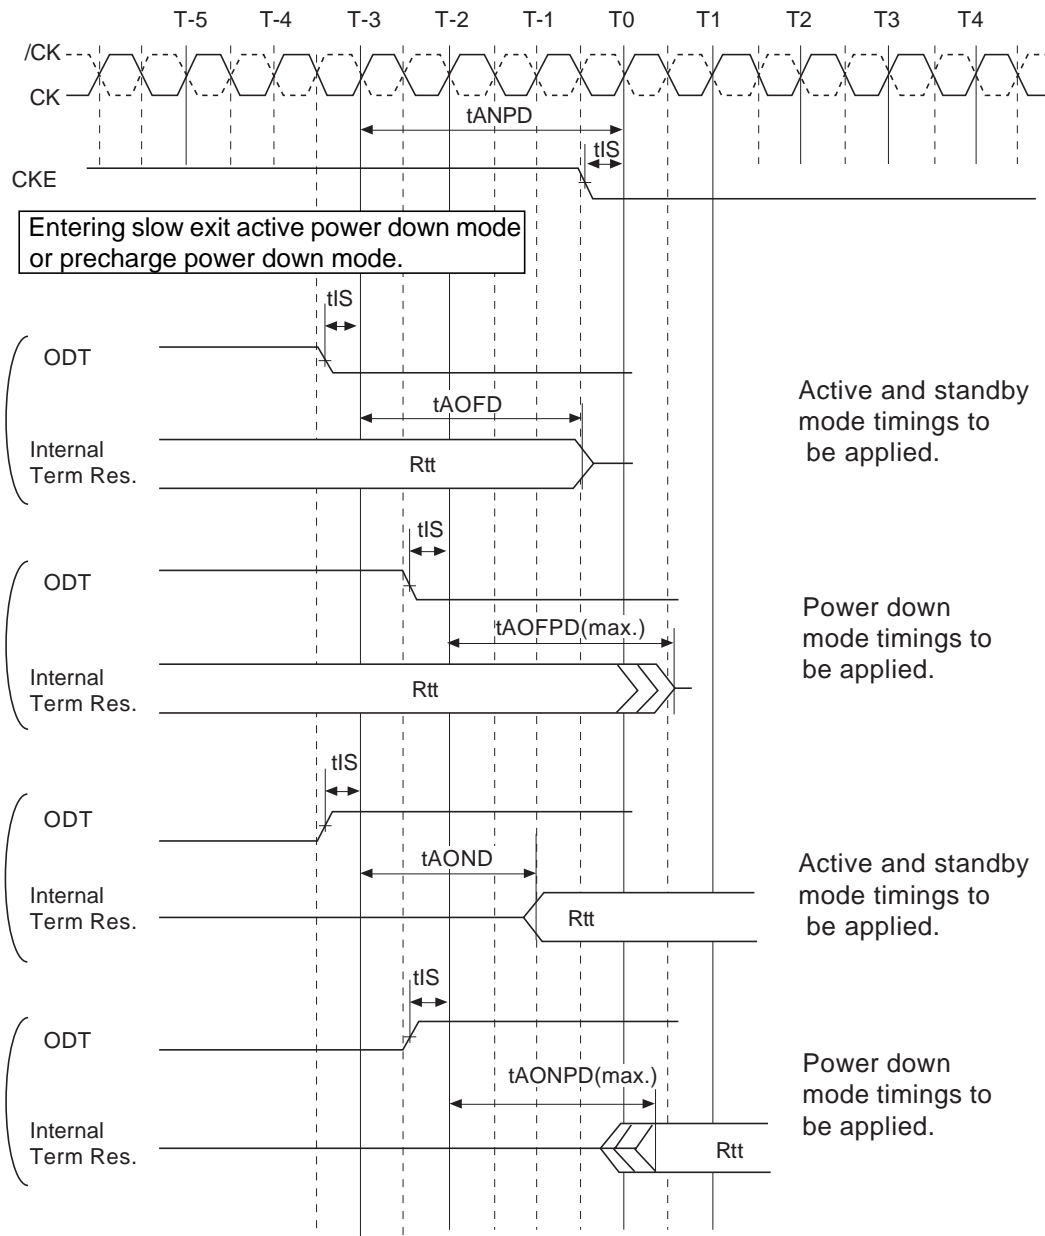 T-5 T-4 T-3 T-2 T-1 T0 T1 T2 T3 T4
/CK
CK
tANPD
tIS
CKE
Entering slow exit active power down mode
or precharge power down mode.
tIS
ODT
tAOFD
Internal
Term Res.
Rtt
Active and standby
mode timings to
be applied.
tIS
ODT
tAOFPD(max.)
Internal
Term Res.
Rtt
Power down
mode timings to
be applied.
tIS
ODT
tAOND
Internal
Term Res.
Rtt
Active and standby
mode timings to
be applied.
tIS
ODT
tAONPD(max.)
Internal
Term Res.
Rtt
Power down
mode timings to
be applied.